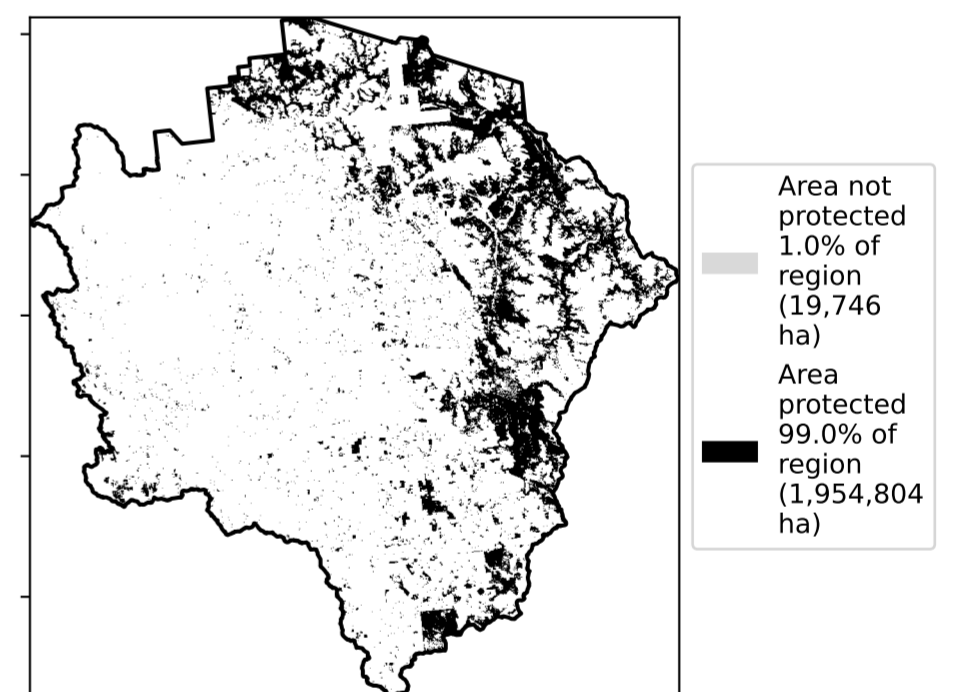 Area not
protected
1.0% of
region
(19,746
ha)
Area
protected
99.0% of
region
(1,954,804
ha)